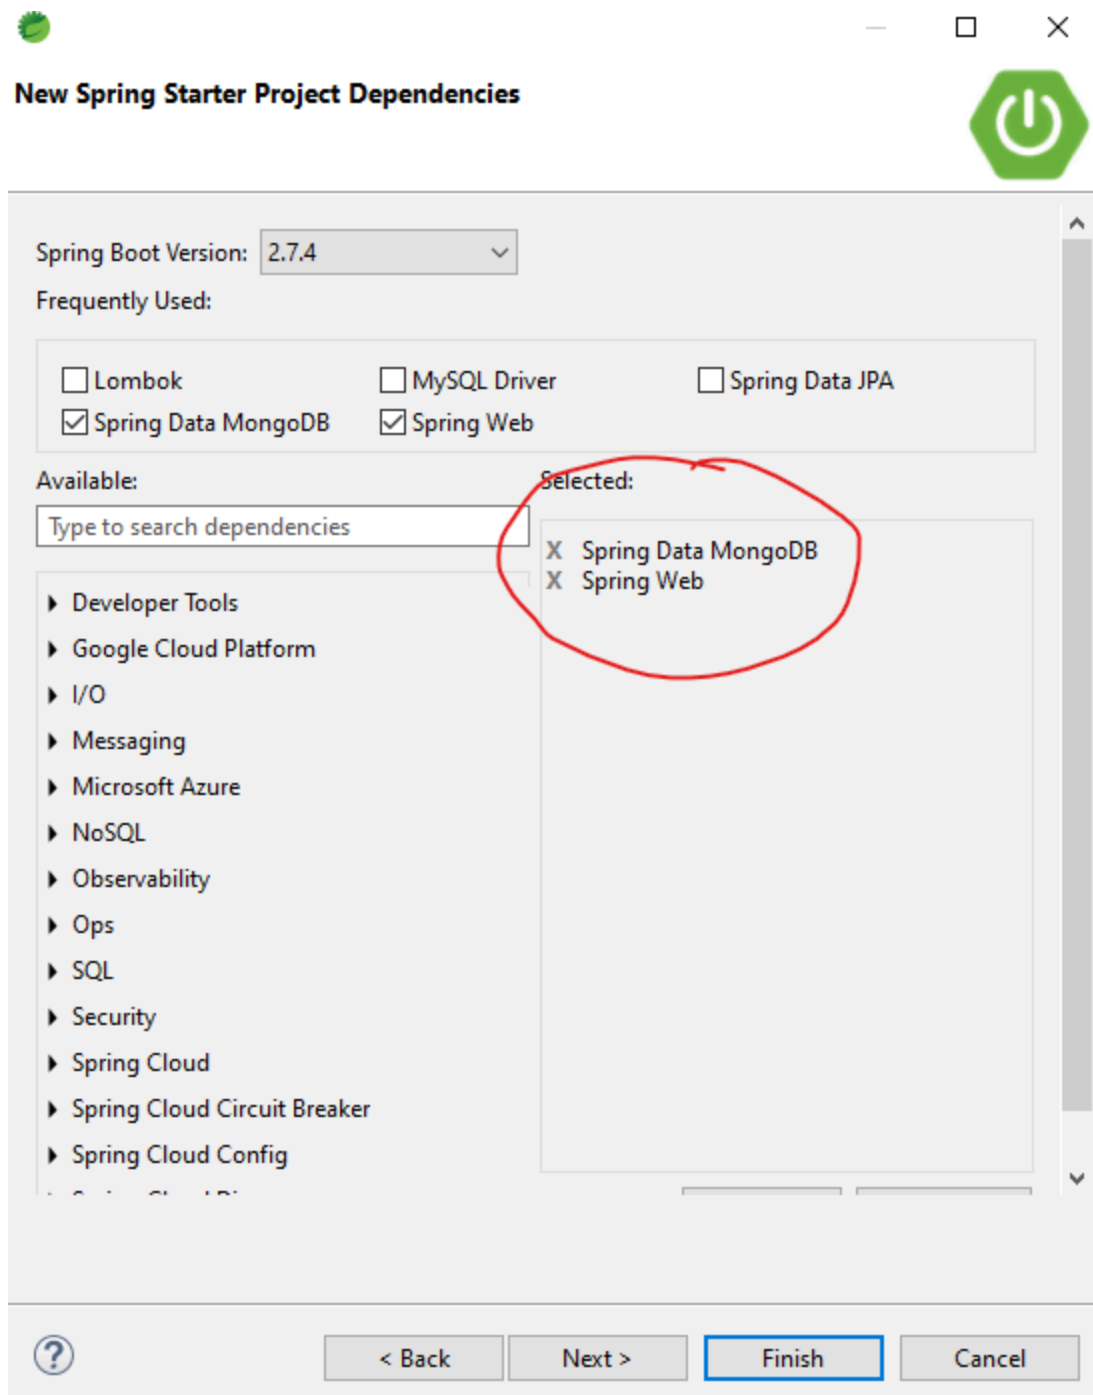 New Spring Starter Project Dependencies
Spring Boot Version: 2.7.4
Frequently Used:
Lombok MySQL Driver Spring Data JPA
Spring Data MongoDB Spring Web
Available: Selected:
Type to search dependencies
X Spring Data MongoDB
X Spring Web
Developer Tools
Google Cloud Platform
I/O
Messaging
Microsoft Azure
NoSQL
Observability
Ops
SQL
Security
Spring Cloud
Spring Cloud Circuit Breaker
Spring Cloud Config
? < Back Next > Finish Cancel